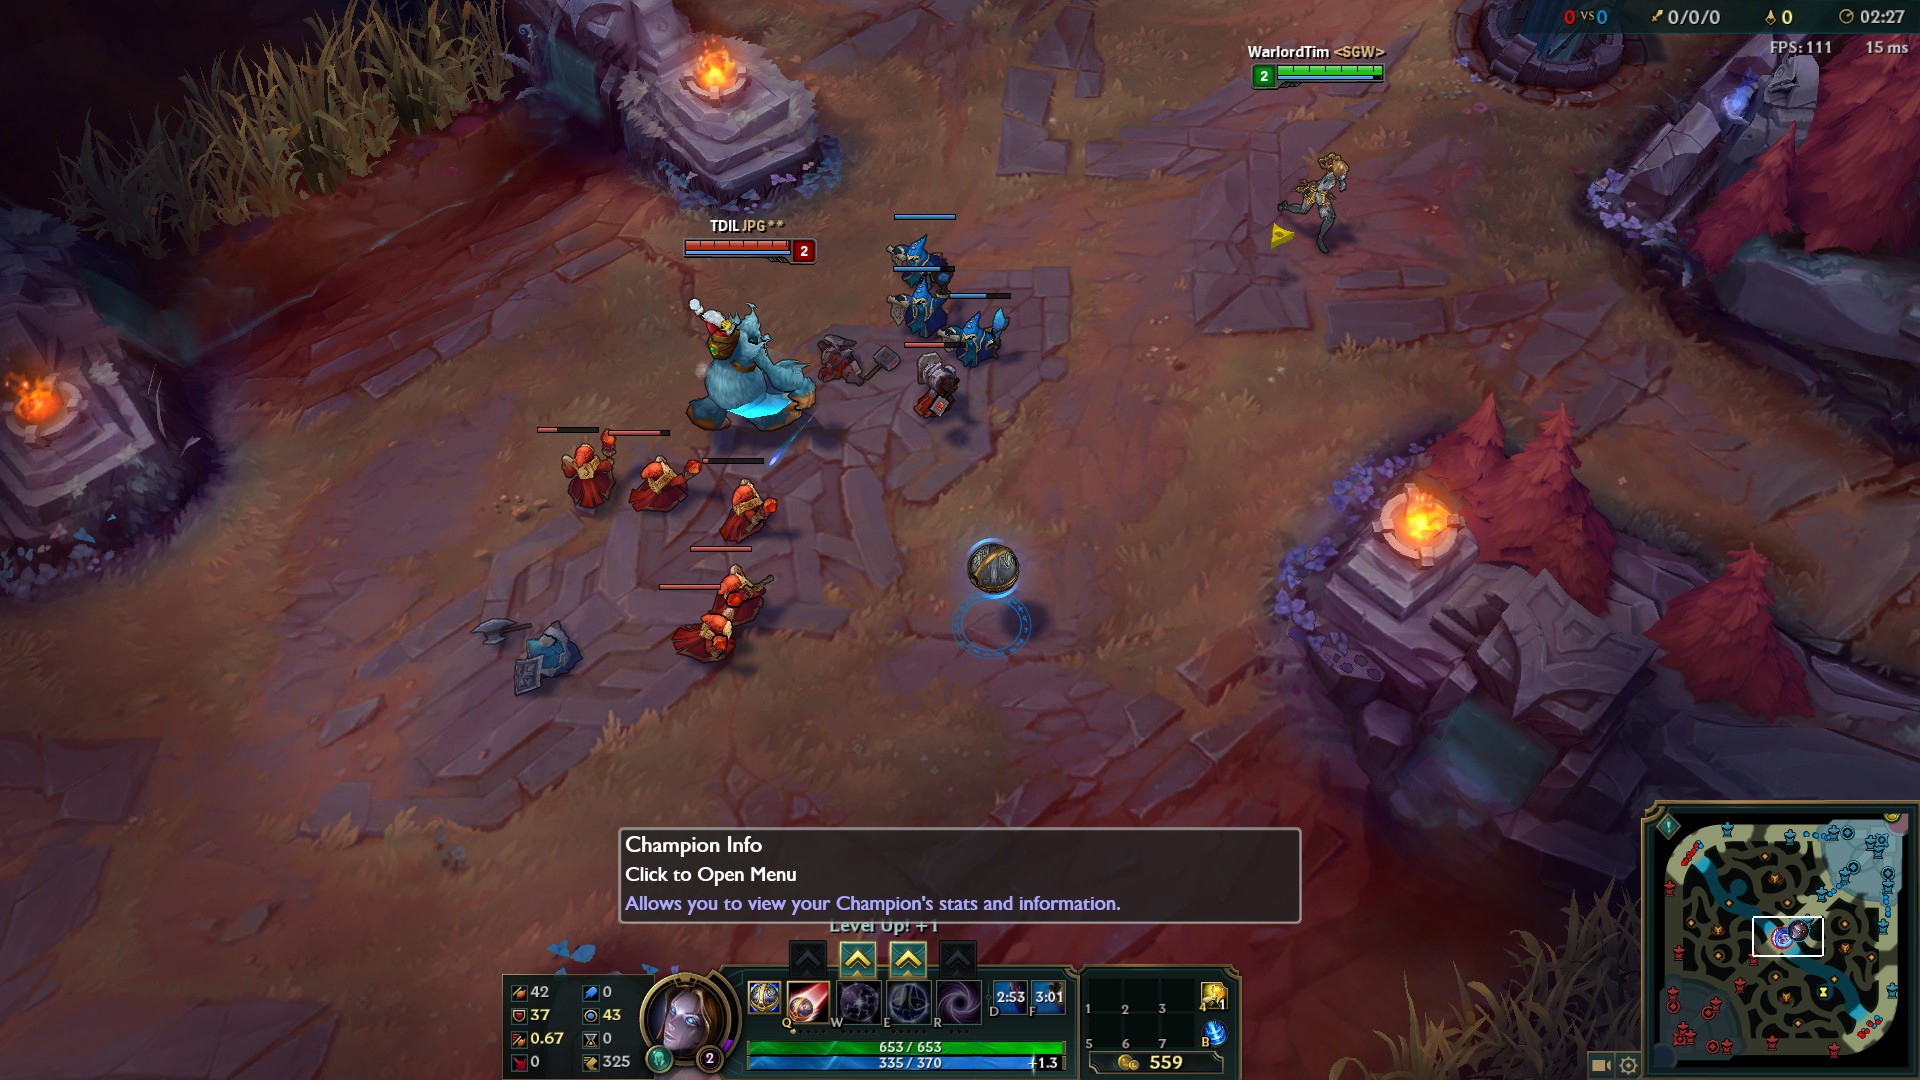 0 VS 0 0/0/0 0 02:27
FPS: 111 15 ms
WarlordTim <SGW>
2
TDIL JPG**
2
Champion Info
Click to Open Menu
Allows you to view your Champion's stats and information.
Level Up! +1
42 0
37 43
0.67 0
0 325
2
Q W E R
2:53 3:01
D F
653 / 653
335 / 370 +1.3
1 2 3 4 1
5 6 7 B
559